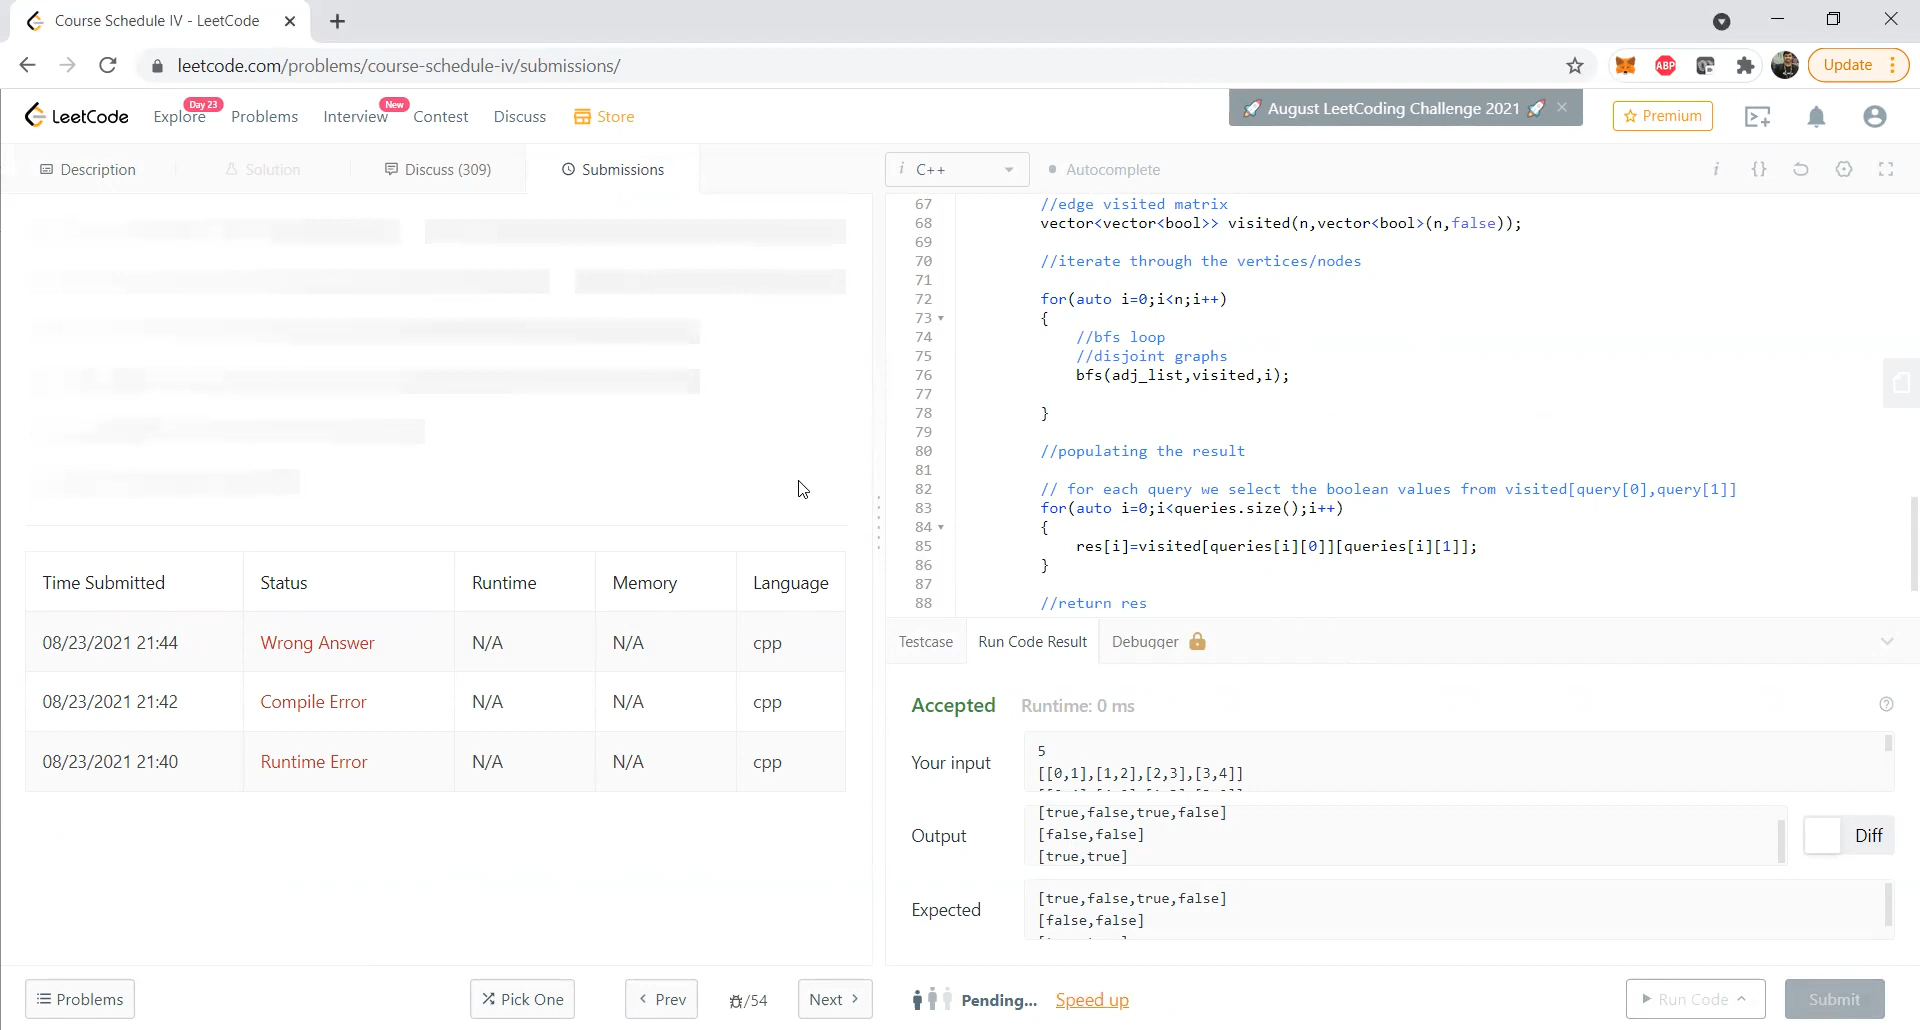 Course Schedule IV - LeetCode
leetcode.com/problems/course-schedule-iv/submissions/
ABP
Update
LeetCode
Explore
Day 23
Problems
Interview
New
Contest
Discuss
Store
🚀 August LeetCoding Challenge 2021 🚀
Premium
Description
Solution
Discuss (309)
Submissions
i C++
Autocomplete
67 //edge visited matrix
68 vector<vector<bool>> visited(n,vector<bool>(n,false));
69
70 //iterate through the vertices/nodes
71
72 for(auto i=0;i<n;i++)
73 {
74 //bfs loop
75 //disjoint graphs
76 bfs(adj_list,visited,i);
77
78 }
79
80 //populating the result
81
82 // for each query we select the boolean values from visited[query[0],query[1]]
83 for(auto i=0;i<queries.size();i++)
84 {
85 res[i]=visited[queries[i][0]][queries[i][1]];
86 }
87
88 //return res
Time Submitted Status Runtime Memory Language
08/23/2021 21:44 Wrong Answer N/A N/A cpp
08/23/2021 21:42 Compile Error N/A N/A cpp
08/23/2021 21:40 Runtime Error N/A N/A cpp
Testcase
Run Code Result
Debugger
Accepted Runtime: 0 ms
Your input
5
[[0,1],[1,2],[2,3],[3,4]]
Output
[true,false,true,false]
[false,false]
[true,true]
Diff
Expected
[true,false,true,false]
[false,false]
Problems
Pick One
Prev
/54
Next
Pending...
Speed up
Run Code
Submit